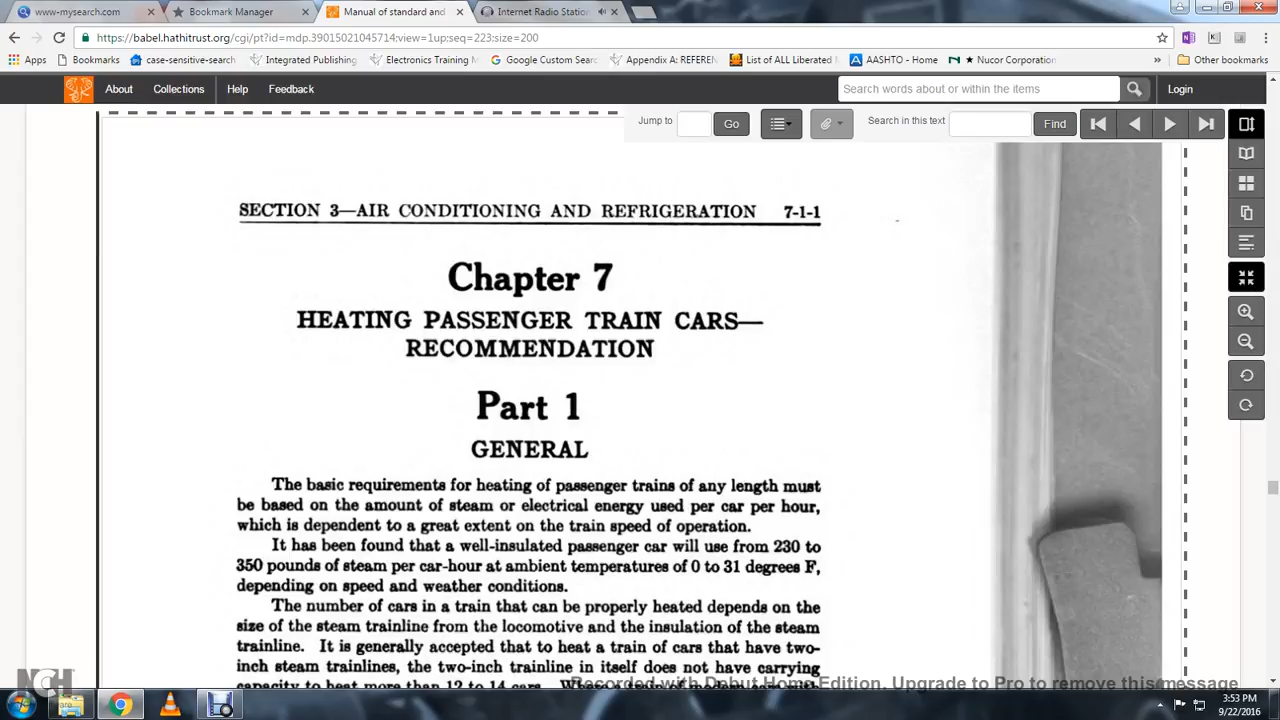 www-mysearch.com
Bookmark Manager
Manual of standard and
Internet Radio Station
https://babel.hathitrust.org/cgi/pt?id=mdp.39015021045714;view=1up;seq=223;size=200
Apps
Bookmarks
case-sensitive-search
Integrated Publishing
Electronics Training
Google Custom Searc
Appendix A: REFEREN
List of ALL Liberated
AASHTO - Home
Nucor Corporation
»
Other bookmarks
About
Collections
Help
Feedback
Search words about or within the items
Login
Jump to
Go
Search in this text
Find
SECTION 3—AIR CONDITIONING AND REFRIGERATION 7-1-1
Chapter 7
HEATING PASSENGER TRAIN CARS—
RECOMMENDATION
Part 1
GENERAL
The basic requirements for heating of passenger trains of any length must
be based on the amount of steam or electrical energy used per car per hour,
which is dependent to a great extent on the train speed of operation.
It has been found that a well-insulated passenger car will use from 230 to
350 pounds of steam per car-hour at ambient temperatures of 0 to 31 degrees F,
depending on speed and weather conditions.
The number of cars in a train that can be properly heated depends on the
size of the steam trainline from the locomotive and the insulation of the steam
trainline. It is generally accepted that to heat a train of cars that have two-
inch steam trainlines, the two-inch trainline in itself does not have carrying
capacity to heat more than 12 to 14 cars.
Recorded with Debut Home Edition. Upgrade to Pro to remove this message
NCH
3:53 PM
9/22/2016